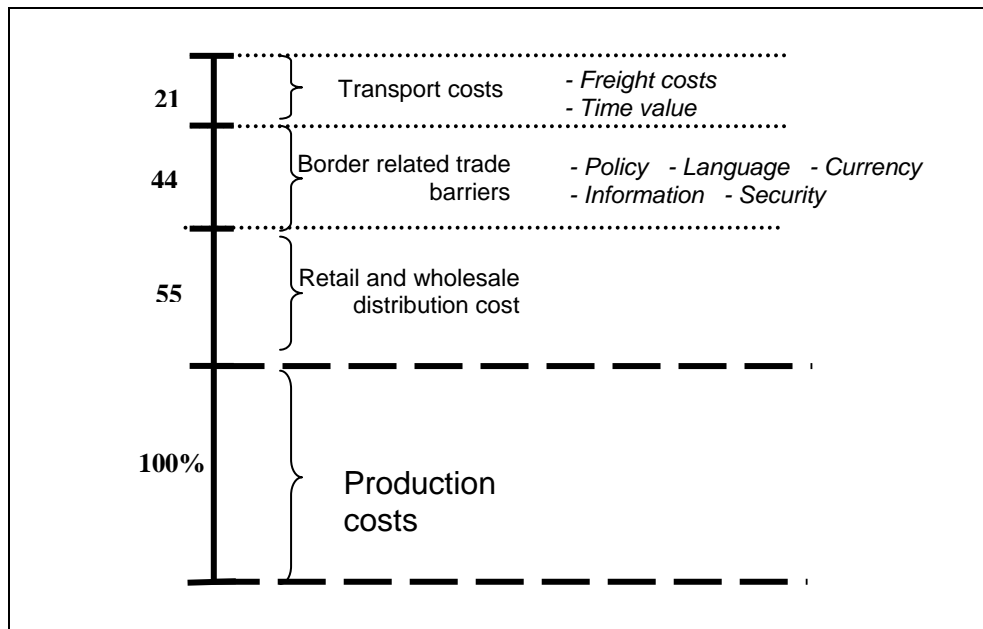 21
Transport costs
- Freight costs
- Time value
44
Border related trade
barriers
- Policy - Language - Currency
- Information - Security
55
Retail and wholesale
distribution cost
100%
Production
costs